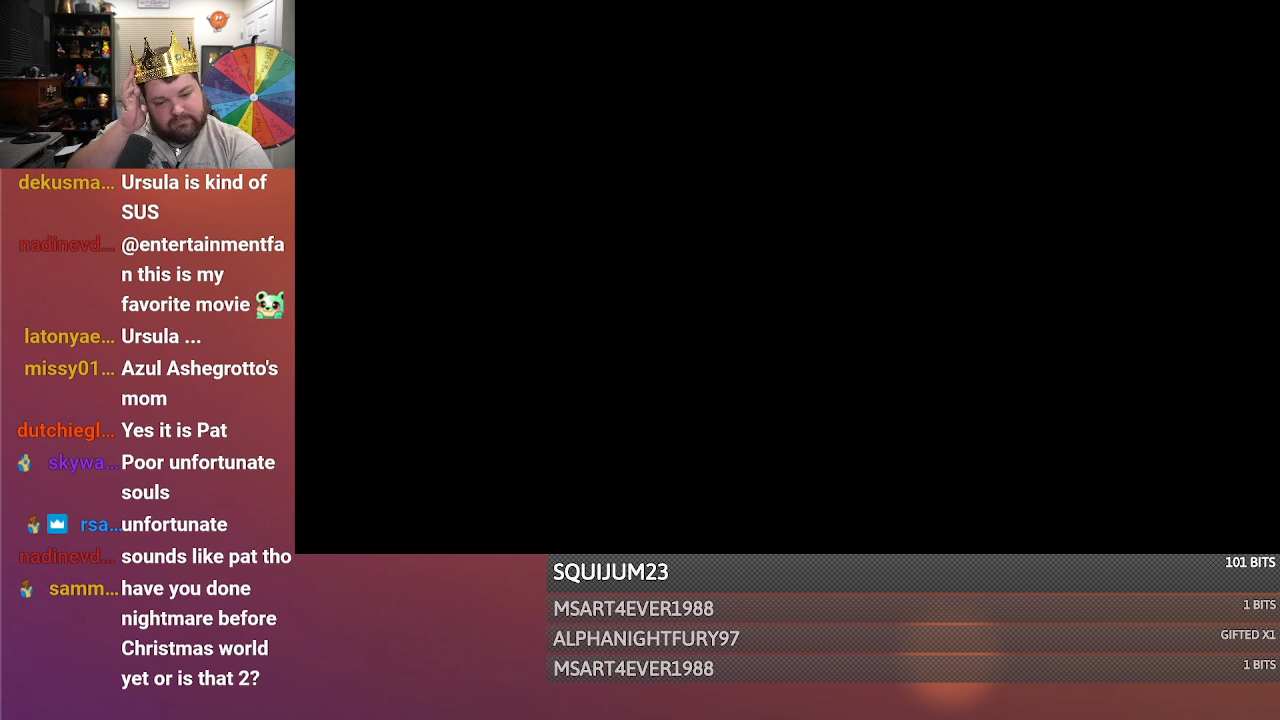 dekusma... Ursula is kind of
SUS
nadinevd... @entertainmentfa
n this is my
favorite movie
latonyae... Ursula ...
missy01... Azul Ashegrotto's
mom
dutchiegl... Yes it is Pat
skywa... Poor unfortunate
souls
rsa... unfortunate
nadinevd... sounds like pat tho
samm... have you done
nightmare before
Christmas world
yet or is that 2?
SQUIJUM23 101 BITS
MSART4EVER1988 1 BITS
ALPHANIGHTFURY97 GIFTED X1
MSART4EVER1988 1 BITS